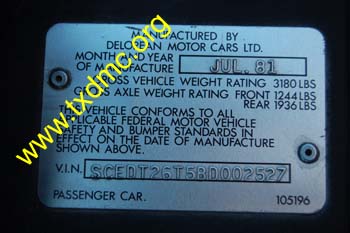 MANUFACTURED BY
DELOREAN MOTOR CARS LTD.
MONTH AND YEAR
OF MANUFACTURE JUL. 81
GROSS VEHICLE WEIGHT RATING 3180 LBS
GROSS AXLE WEIGHT RATING FRONT 1244 LBS
REAR 1936 LBS
THE VEHICLE CONFORMS TO ALL
APPLICABLE FEDERAL MOTOR VEHICLE
SAFETY AND BUMPER STANDARDS IN
EFFECT ON THE DATE OF MANUFACTURE
SHOWN ABOVE.
V.I.N. SCEDT26T5BD002527
PASSENGER CAR. 105196
www.txdmc.org